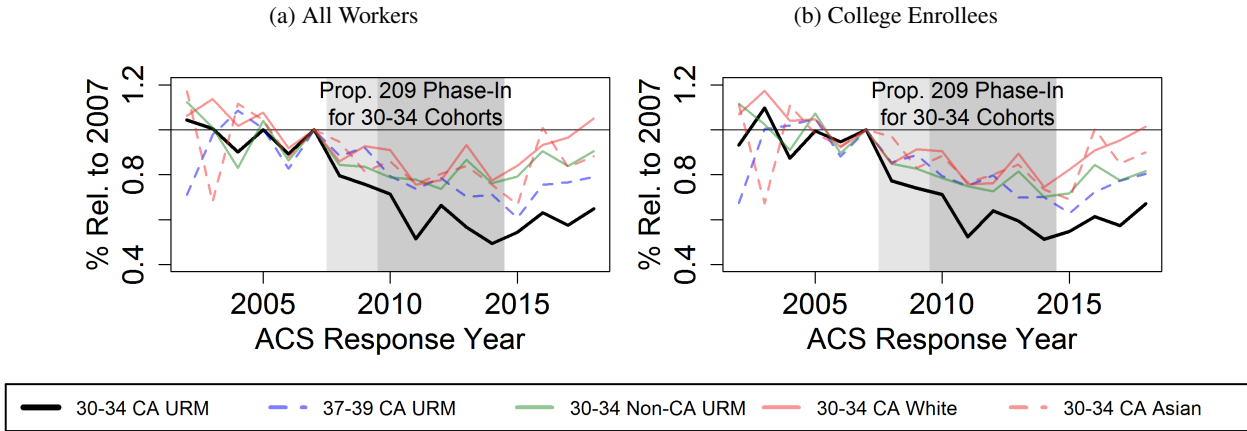 (a) All Workers
(b) College Enrollees
% Rel. to 2007
1.2
0.8
0.4
Prop. 209 Phase-In
for 30-34 Cohorts
2005
2010
2015
ACS Response Year
% Rel. to 2007
1.2
0.8
0.4
Prop. 209 Phase-In
for 30-34 Cohorts
2005
2010
2015
ACS Response Year
30-34 CA URM
37-39 CA URM
30-34 Non-CA URM
30-34 CA White
30-34 CA Asian